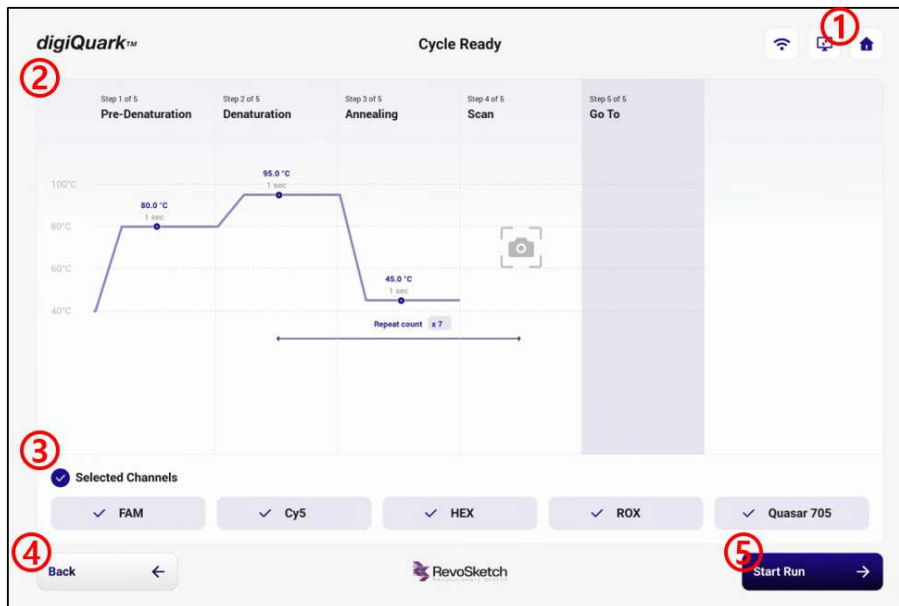 digiQuark™
Cycle Ready
①
②
Step 1 of 5
Pre-Denaturation
Step 2 of 5
Denaturation
Step 3 of 5
Annealing
Step 4 of 5
Scan
Step 5 of 5
Go To
100°C
80°C
60°C
40°C
80.0 °C
1 sec
95.0 °C
1 sec
45.0 °C
1 sec
Repeat count x 7
③
Selected Channels
FAM
Cy5
HEX
ROX
Quasar 705
④
Back
RevoSketch
⑤
Start Run